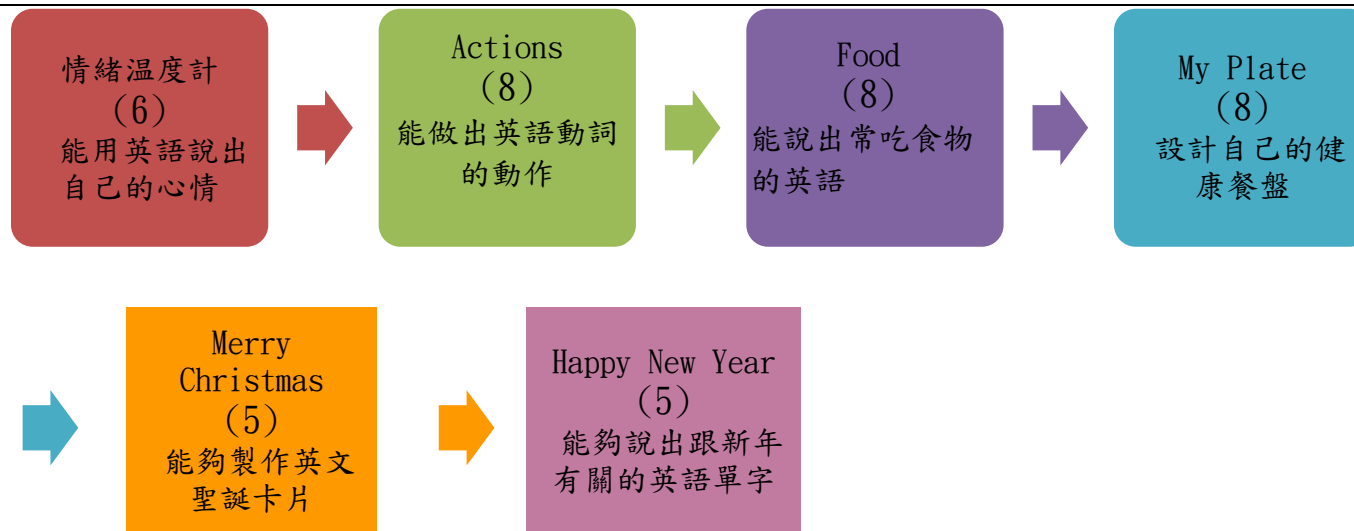 情緒溫度計
(6)
能用英語說出
自己的心情
Actions
(8)
能做出英語動詞
的動作
Food
(8)
能說出常吃食物
的英語
My Plate
(8)
設計自己的健
康餐盤
Merry
Christmas
(5)
能夠製作英文
聖誕卡片
Happy New Year
(5)
能夠說出跟新年
有關的英語單字